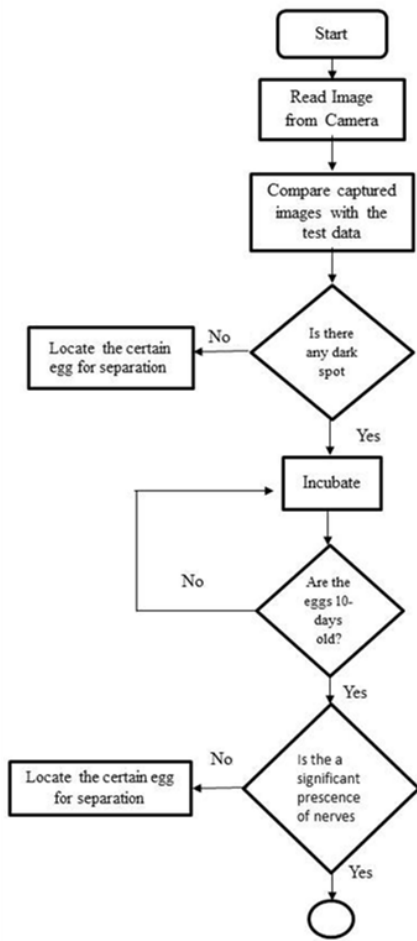 Start
Read Image
from Camera
Compare captured
images with the
test data
Is there
any dark
spot
No
Locate the certain
egg for separation
Yes
Incubate
Are the
eggs 10-
days
old?
No
Yes
Is the a
significant
prescence
of nerves
No
Locate the certain egg
for separation
Yes